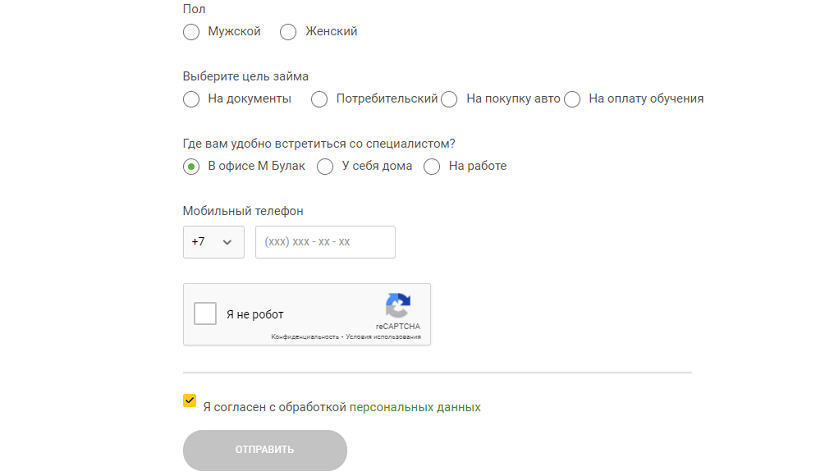 Пол
Мужской Женский
Выберите цель займа
На документы Потребительский На покупку авто На оплату обучения
Где вам удобно встретиться со специалистом?
В офисе М Булак У себя дома На работе
Мобильный телефон
+7 (xxx) xxx - xx - xx
Я не робот
reCAPTCHA
Конфиденциальность - Условия использования
Я согласен с обработкой персональных данных
ОТПРАВИТЬ